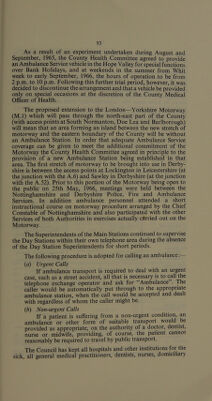 93
As a result of an experiment undertaken during August and
September, 1965, the County Health Committee agreed to provide
an Ambulance Service vehicle in the Hope Valley for special functions
over Bank Holidays, and at weekends in the summer from Whit
week to early September, 1966, the hours of operation to be from
2 p.m. to 10 p.m. Following this further trial period, however, it was
decided to discontinue the arrangement and that a vehicle be provided
only on special occasions at the discretion of the County Medical
Officer of Health.
The proposed extension to the London—Yorkshire Motorway
(M.1) which will pass through the north-east part of the County
(with access points at South Normanton, Doe Lea and Barlborough)
will mean that an area forming an island between the new stretch of
motorway and the eastern boundary of the County will be without
an Ambulance Station. In order that adequate Ambulance Service
coverage can be given to meet the additional commitment of the
Motorway the County Health Committee agreed in principle to the
provision of a new Ambulance Station being established in that
area. The first stretch of motorway to be brought into use in Derby-
shire is between the access points at Lockington in Leicestershire (at
the junction with the A.6) and Sawley in Derbyshire (at the junction
with the A.52). Prior to this portion of the Motorway being opened to
the public on 25th May, 1966, meetings were held between the
Nottinghamshire and Derbyshire Police, Fire and Ambulance
Services. In addition ambulance personnel attended a short
instructional course on motorway procedure arranged by the Chief
Constable of Nottinghamshire and also participated with the other
Services of both Authorities in exercises actually carried out on the
Motorway.
The Superintendents of the Main Stations continued to supervise
the Day Stations within their own telephone area during the absence
of the Day Station Superintendents for short periods.
The following procedure is adopted for calling an ambulance:—
(a) Urgent Calls
If ambulance transport is required to deal with an urgent
case, such as a street accident, all that is necessary is to call the
telephone exchange operator and ask for “Ambulance”. The
caller would be automatically put through to the appropriate
ambulance station, when the call would be accepted and dealt
with regardless of whom the caller might be.
(b) Non-urgent Calls
If a patient is suffering from a non-urgent condition, an
ambulance or other form of suitable transport would be
provided as appropriate, on the authority of a doctor, dentist,
nurse or midwife, providing, of course, the patient cannot
reasonably be required to travel by public transport.
The Council has kept all hospitals and other institutions for the
sick, all general medical practitioners, dentists, nurses, domiciliary